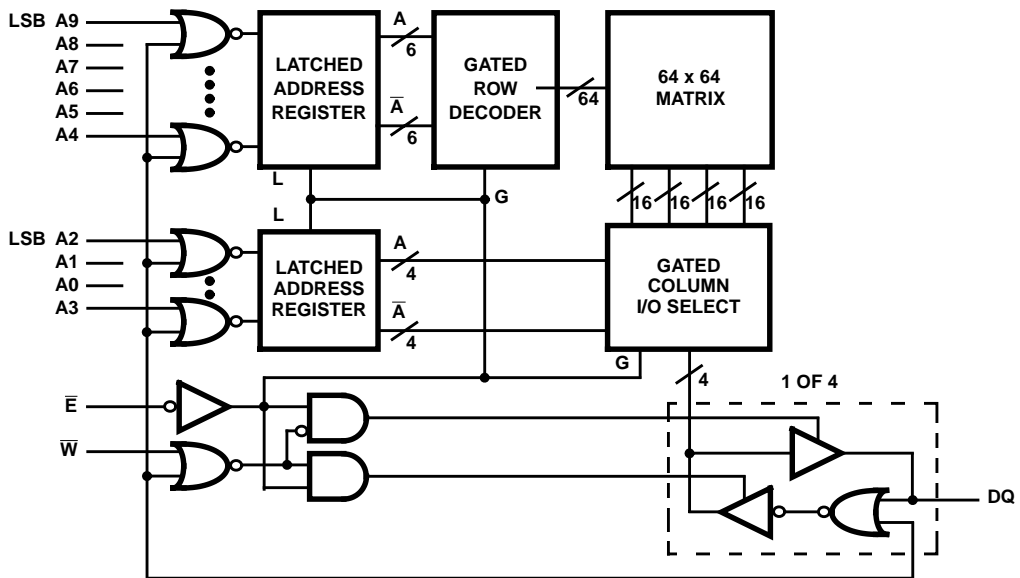 LSB A9
A8
A7
A6
A5
A4
LATCHED
ADDRESS
REGISTER
A
6
A̅
6
GATED
ROW
DECODER
64
64 x 64
MATRIX
L
L
G
16
16
16
16
LSB A2
A1
A0
A3
LATCHED
ADDRESS
REGISTER
A
4
A̅
4
GATED
COLUMN
I/O SELECT
G
4
1 OF 4
E̅
W̅
DQ